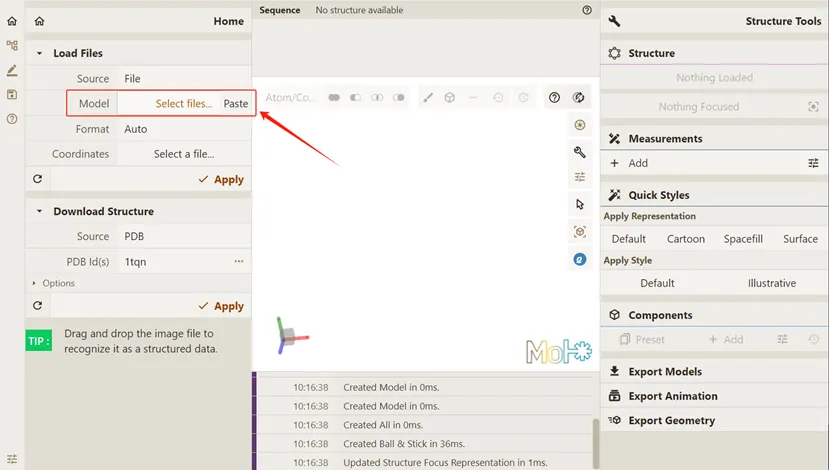 Home
Load Files
Source File
Model Select files... Paste
Format Auto
Coordinates Select a file...
Apply
Download Structure
Source PDB
PDB Id(s) 1tqn
Options
Apply
TIP : Drag and drop the image file to
recognize it as a structured data.
Sequence No structure available
Atom/Co...
Mol*
10:16:38 Created Model in 0ms.
10:16:38 Created Model in 0ms.
10:16:38 Created All in 0ms.
10:16:38 Created Ball & Stick in 36ms.
10:16:38 Updated Structure Focus Representation in 1ms.
Structure Tools
Structure
Nothing Loaded
Nothing Focused
Measurements
Add
Quick Styles
Apply Representation
Default Cartoon Spacefill Surface
Apply Style
Default Illustrative
Components
Preset Add
Export Models
Export Animation
Export Geometry